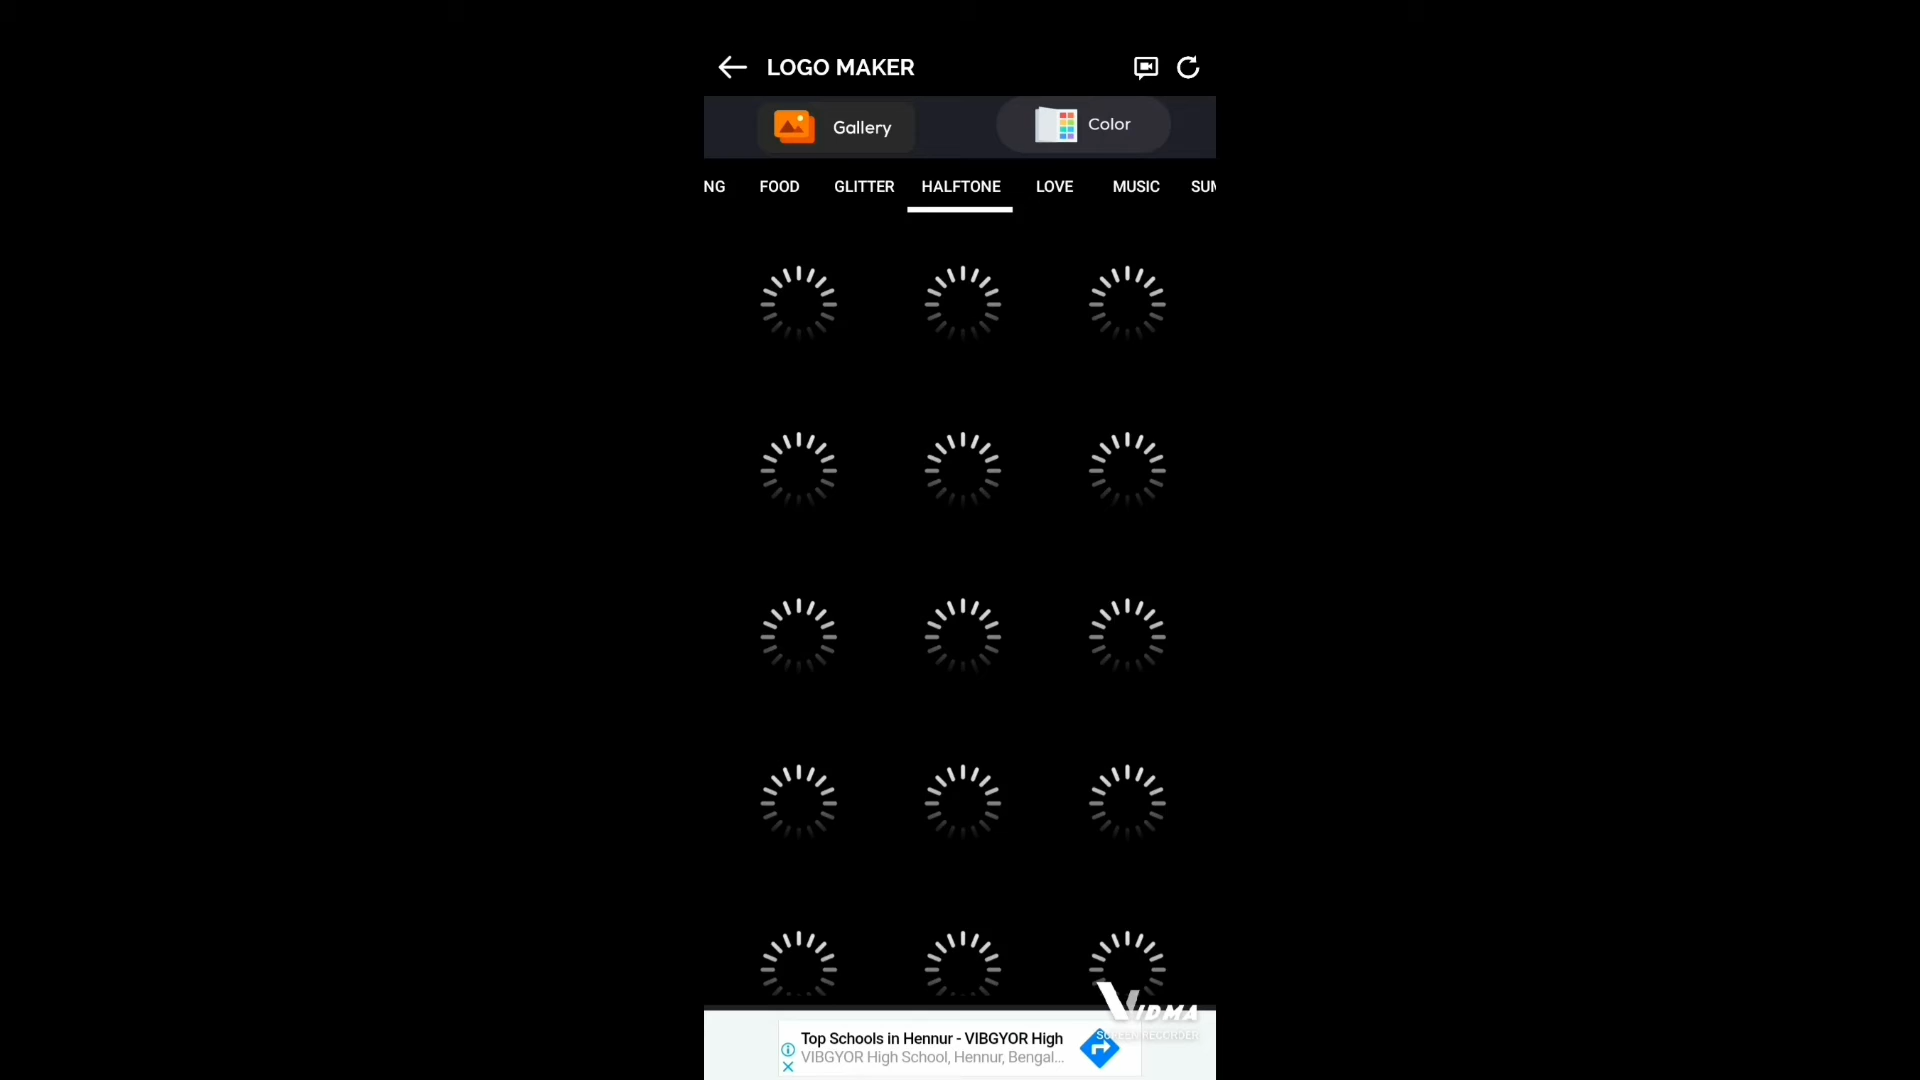 LOGO MAKER
Gallery
Color
NG FOOD GLITTER HALFTONE LOVE MUSIC SUM
VIDMA
SCREEN RECORDER
Top Schools in Hennur - VIBGYOR High
VIBGYOR High School, Hennur, Bengal...